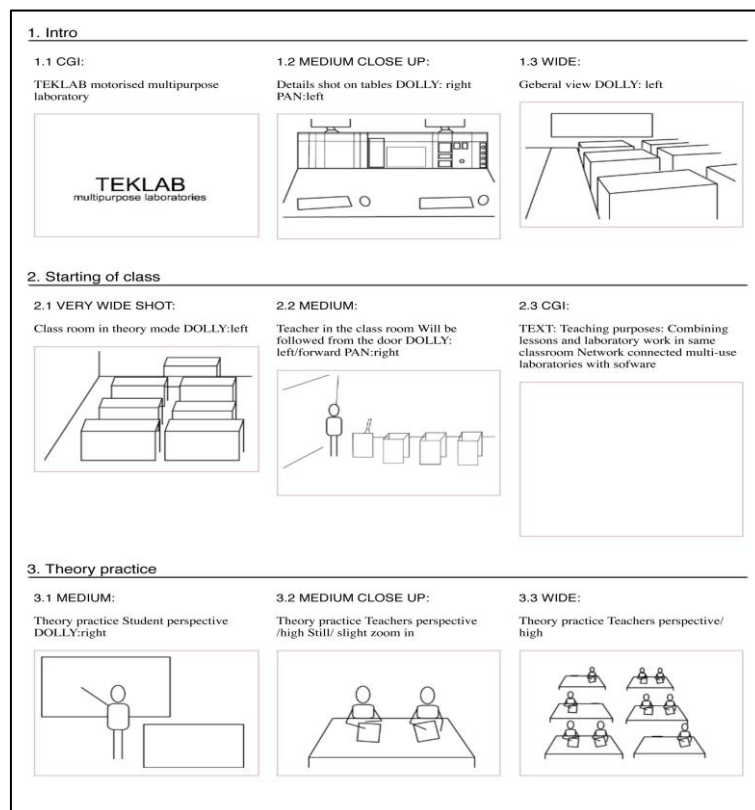 1. Intro
1.1 CGI:
TEKLAB motorised multipurpose
laboratory
TEKLAB
multipurpose laboratories
1.2 MEDIUM CLOSE UP:
Details shot on tables DOLLY: right
PAN:left
1.3 WIDE:
Geberal view DOLLY: left
2. Starting of class
2.1 VERY WIDE SHOT:
Class room in theory mode DOLLY:left
2.2 MEDIUM:
Teacher in the class room Will be
followed from the door DOLLY:
left/forward PAN:right
2.3 CGI:
TEXT: Teaching purposes: Combining
lessons and laboratory work in same
classroom Network connected multi-use
laboratories with sofware
3. Theory practice
3.1 MEDIUM:
Theory practice Student perspective
DOLLY:right
3.2 MEDIUM CLOSE UP:
Theory practice Teachers perspective
/high Still/ slight zoom in
3.3 WIDE:
Theory practice Teachers perspective/
high